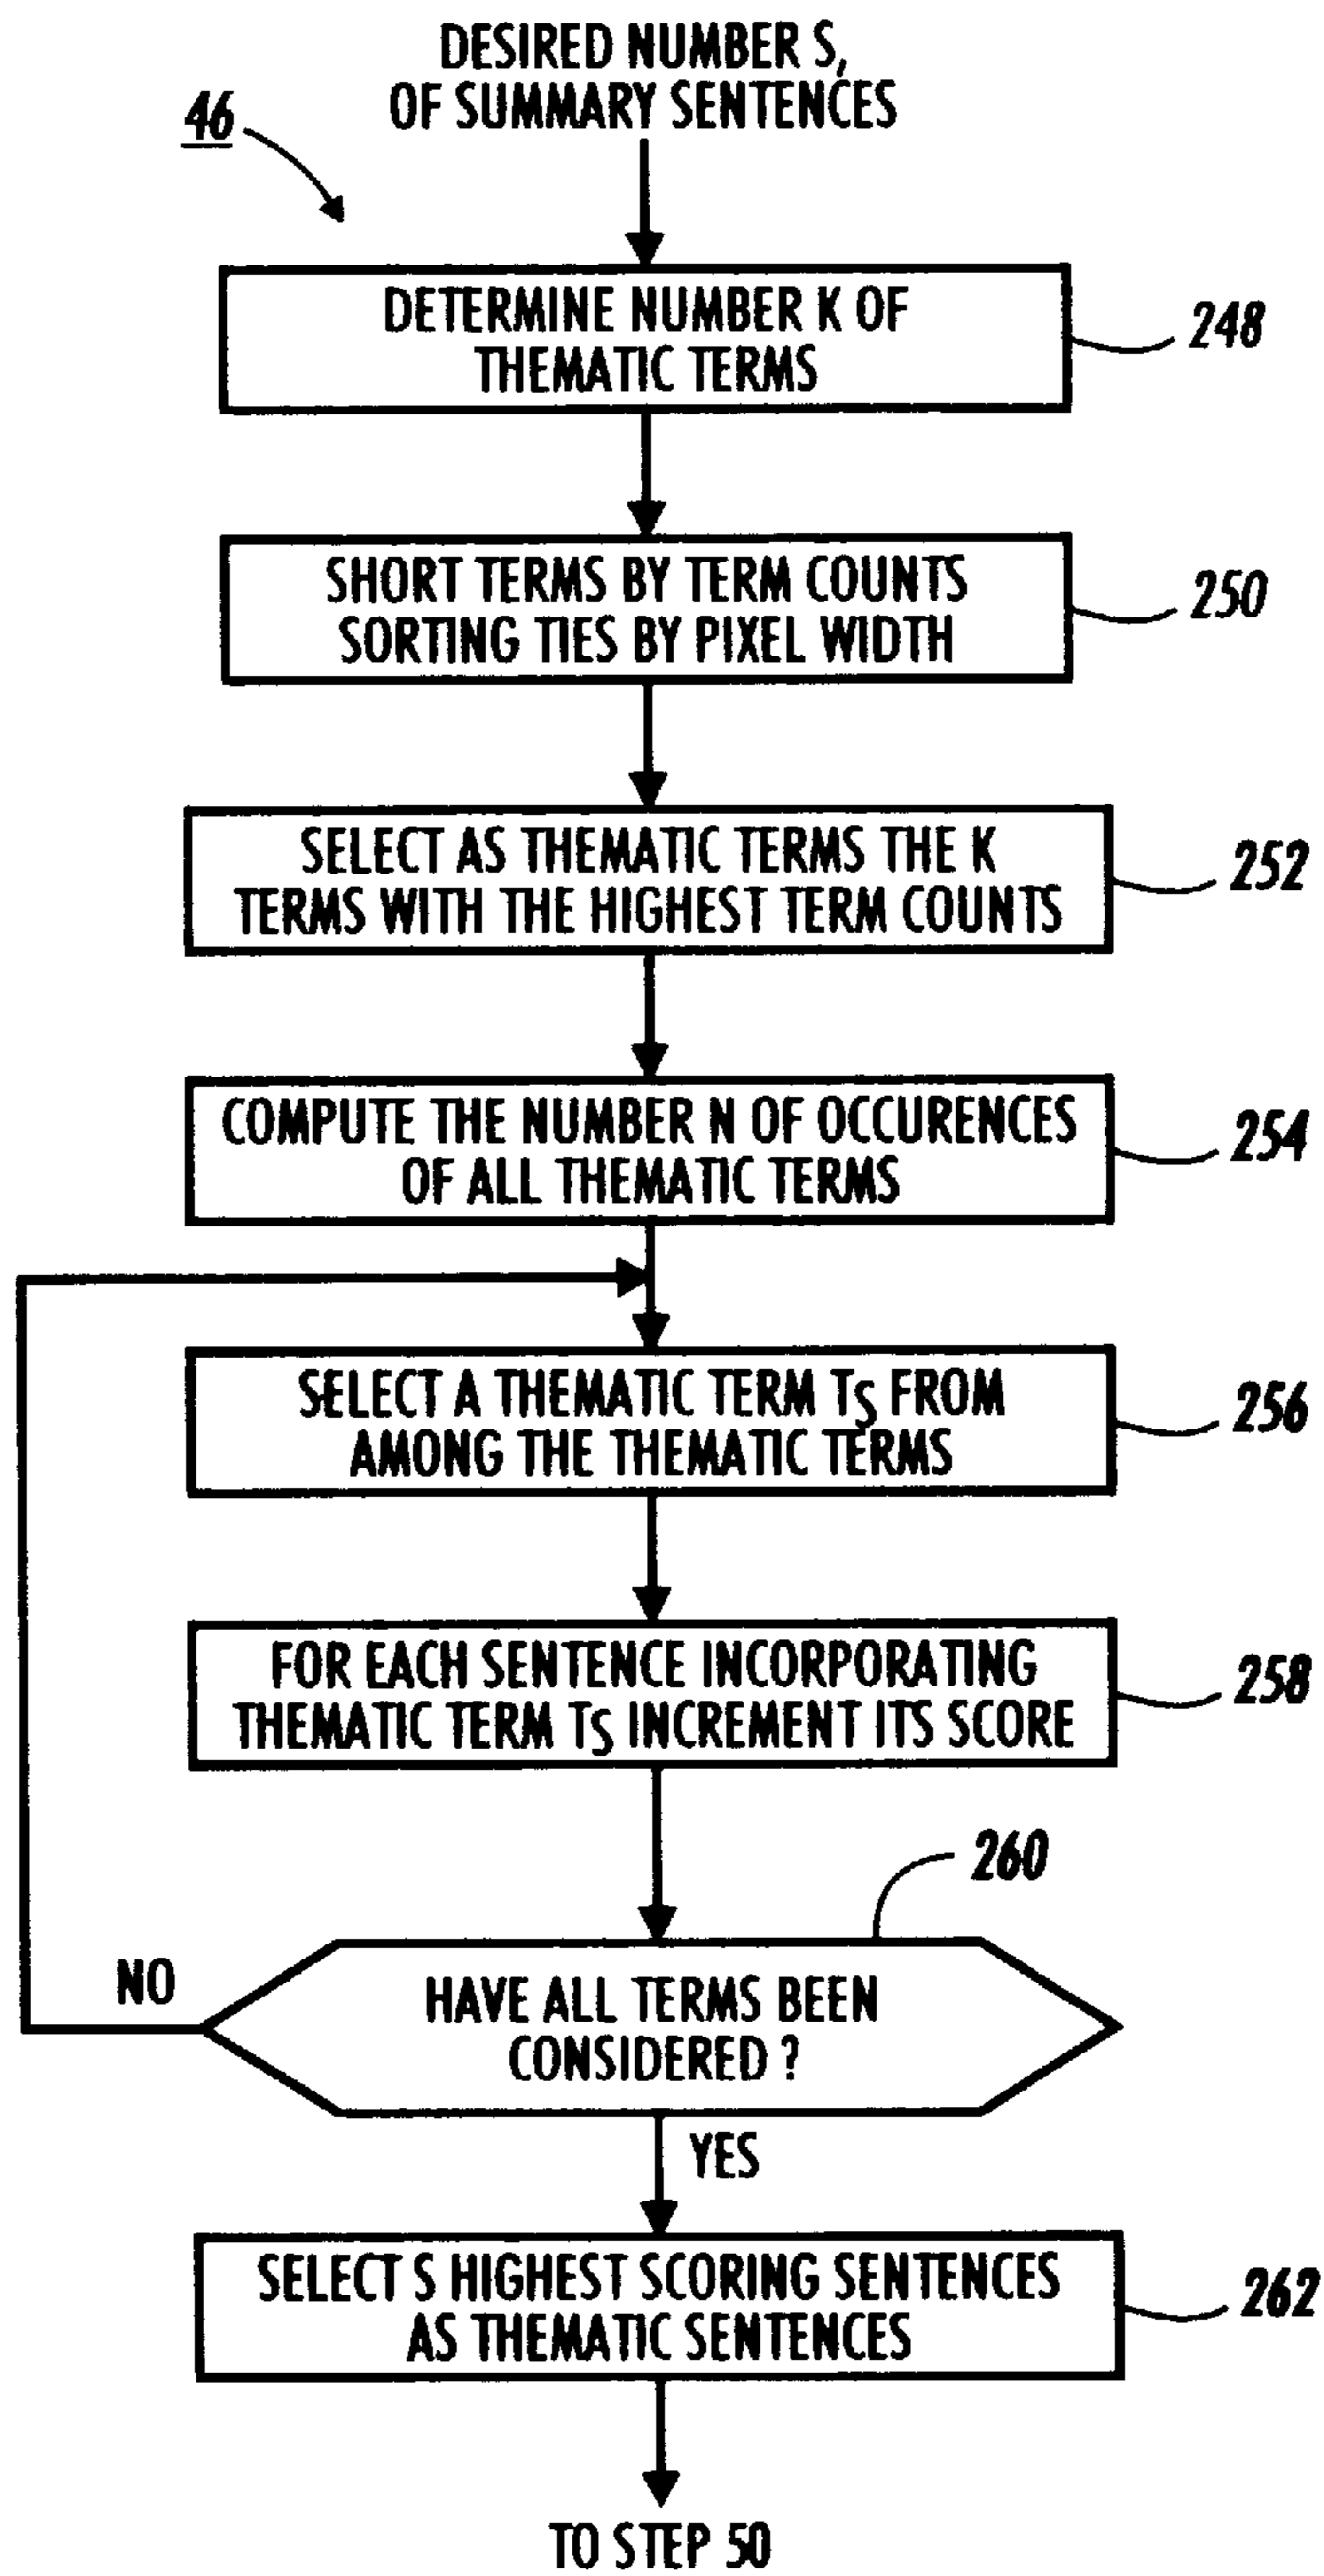 DESIRED NUMBER S,
OF SUMMARY SENTENCES
46
DETERMINE NUMBER K OF
THEMATIC TERMS
248
SHORT TERMS BY TERM COUNTS
SORTING TIES BY PIXEL WIDTH
250
SELECT AS THEMATIC TERMS THE K
TERMS WITH THE HIGHEST TERM COUNTS
252
COMPUTE THE NUMBER N OF OCCURENCES
OF ALL THEMATIC TERMS
254
SELECT A THEMATIC TERM TS FROM
AMONG THE THEMATIC TERMS
256
FOR EACH SENTENCE INCORPORATING
THEMATIC TERM TS INCREMENT ITS SCORE
258
260
NO
HAVE ALL TERMS BEEN
CONSIDERED ?
YES
SELECT S HIGHEST SCORING SENTENCES
AS THEMATIC SENTENCES
262
TO STEP 50